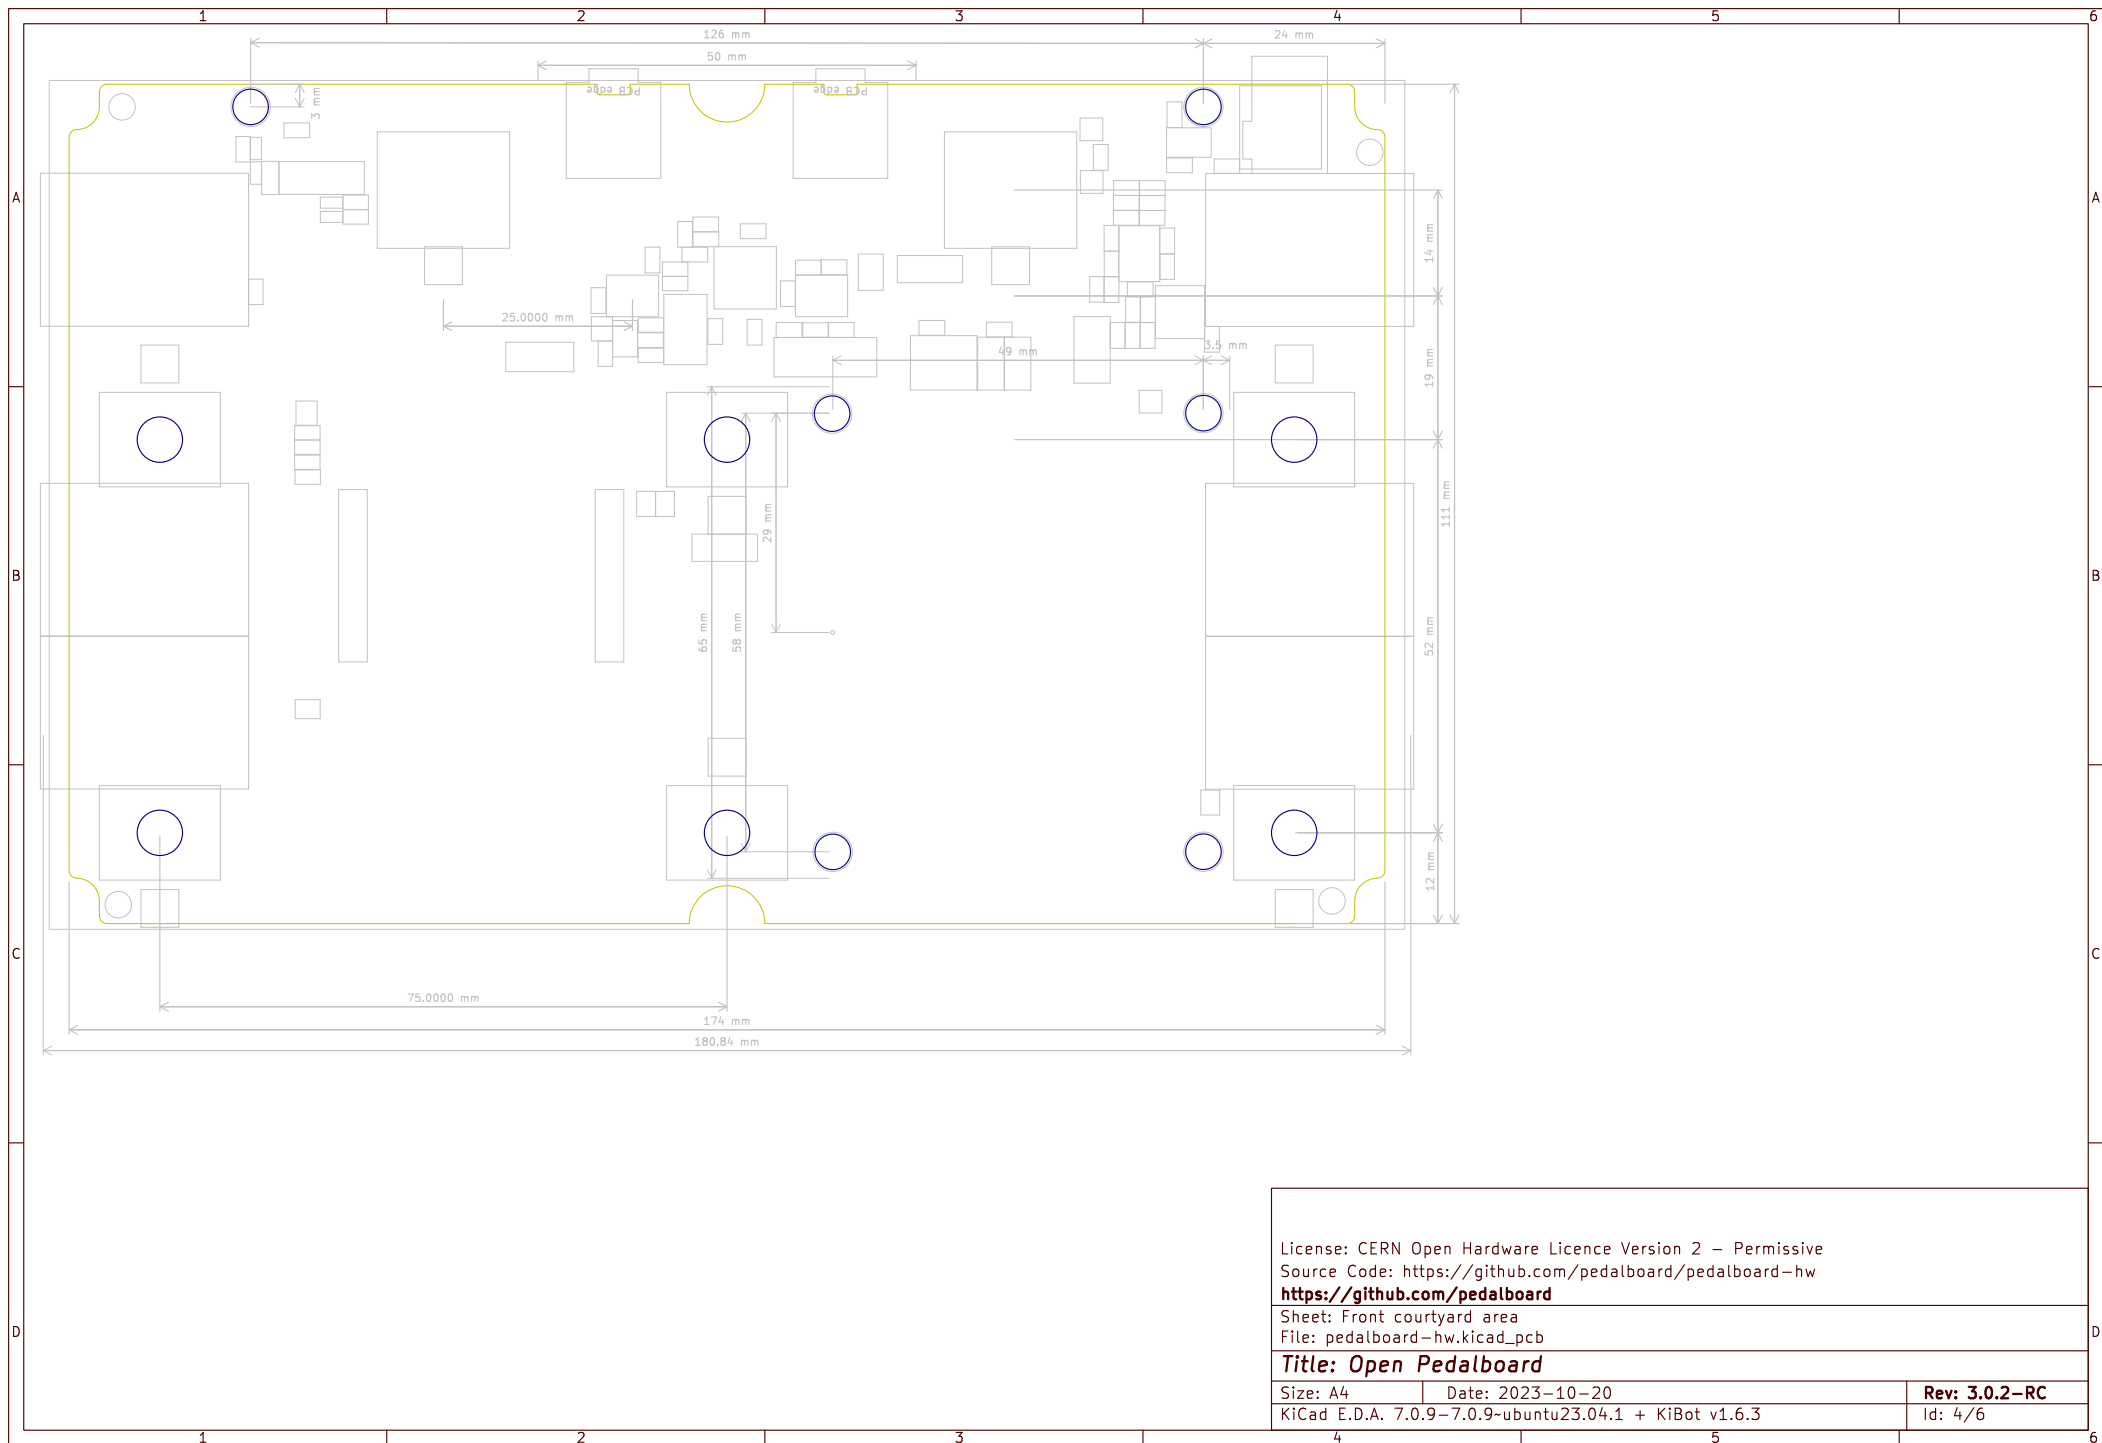 1 2 3 4 5 6
126 mm
24 mm
50 mm
PCB edge
PCB edge
3 mm
A
A
14 mm
25.0000 mm
3.5 mm
49 mm
19 mm
111 mm
29 mm
B
B
65 mm
58 mm
52 mm
12 mm
C
C
75.0000 mm
174 mm
180.84 mm
License: CERN Open Hardware Licence Version 2 - Permissive
Source Code: https://github.com/pedalboard/pedalboard-hw
https://github.com/pedalboard
Sheet: Front courtyard area
File: pedalboard-hw.kicad_pcb
D
D
Title: Open Pedalboard
Size: A4
Date: 2023-10-20
Rev: 3.0.2-RC
KiCad E.D.A. 7.0.9-7.0.9~ubuntu23.04.1 + KiBot v1.6.3
Id: 4/6
1 2 3 4 5 6